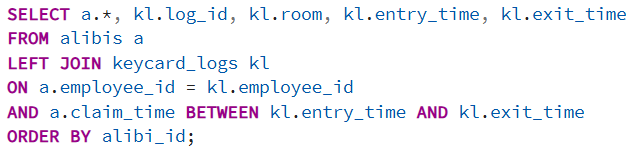 SELECT a.*, kl.log_id, kl.room, kl.entry_time, kl.exit_time
FROM alibis a
LEFT JOIN keycard_logs kl
ON a.employee_id = kl.employee_id
AND a.claim_time BETWEEN kl.entry_time AND kl.exit_time
ORDER BY alibi_id;